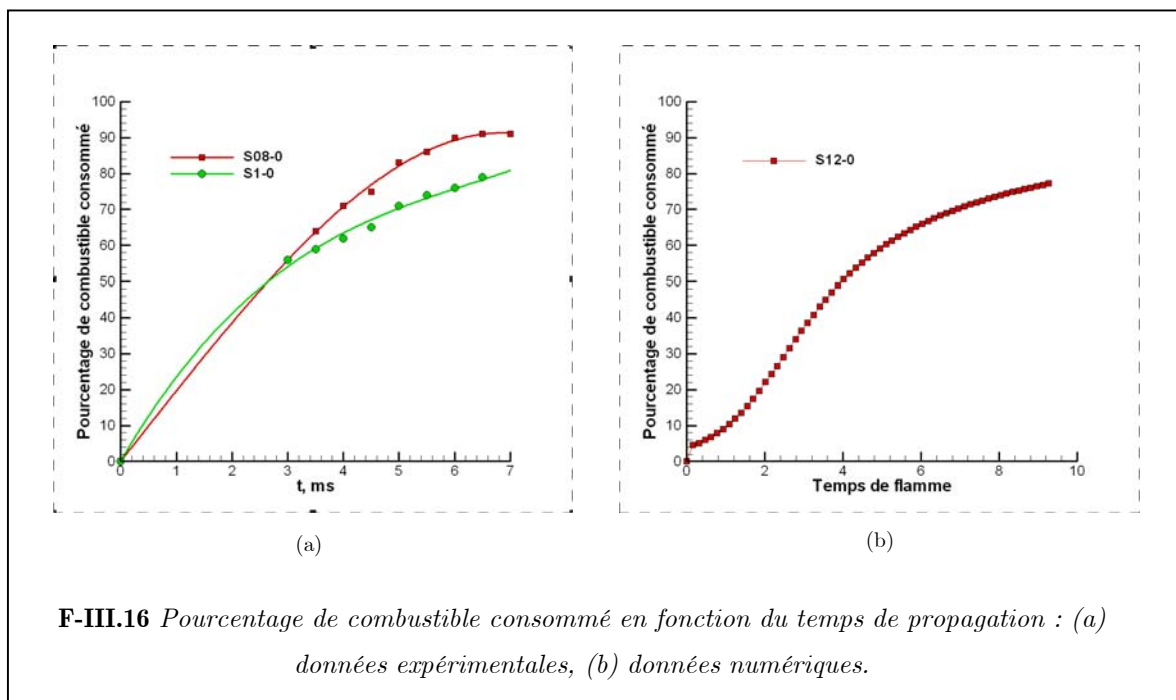 100
90
80
70
60
50
40
30
20
10
0
Pourcentage de combustible consommé
S08-0
S1-0
0 1 2 3 4 5 6 7
t, ms
(a)
100
90
80
70
60
50
40
30
20
10
0
Pourcentage de combustible consommé
S12-0
0 2 4 6 8 10
Temps de flamme
(b)
F-III.16 Pourcentage de combustible consommé en fonction du temps de propagation : (a)
données expérimentales, (b) données numériques.